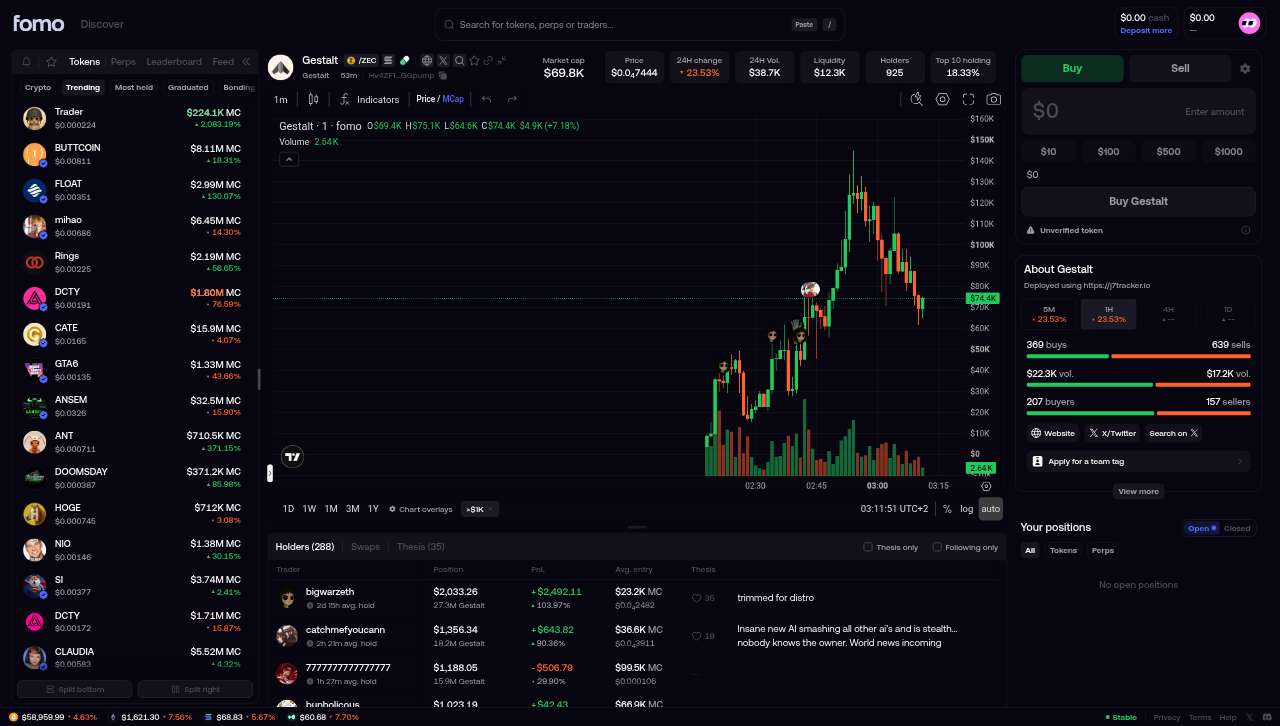 fomo
Discover
Search for tokens, perps or traders...
Paste
/
$0.00 cash
Deposit more
$0.00
—
Tokens
Perps
Leaderboard
Feed
Crypto
Trending
Most held
Graduated
Bonding
Trader
$0.000224
$224.1K MC
2,083.19%
BUTTCOIN
$0.00811
$8.11M MC
18.31%
FLOAT
$0.00351
$2.99M MC
130.07%
mihao
$0.00686
$6.45M MC
14.30%
Rings
$0.00225
$2.19M MC
56.65%
DCTY
$0.00191
$1.80M MC
76.59%
CATE
$0.0165
$15.9M MC
4.07%
GTA6
$0.00135
$1.33M MC
43.66%
ANSEM
$0.0326
$32.5M MC
15.90%
ANT
$0.000711
$710.5K MC
371.15%
DOOMSDAY
$0.000387
$371.2K MC
85.98%
HOGE
$0.000745
$712K MC
3.08%
NIO
$0.00146
$1.38M MC
30.15%
SI
$0.00377
$3.74M MC
2.41%
DCTY
$0.00172
$1.71M MC
15.87%
CLAUDIA
$0.00583
$5.52M MC
4.32%
Split bottom
Split right
Gestalt
/ZEC
Gestalt
53m
Hv4ZFl...GGpump
Market cap
$69.8K
Price
$0.0₄7444
24H change
23.53%
24H Vol.
$38.7K
Liquidity
$12.3K
Holders
925
Top 10 holding
18.33%
1m
Indicators
Price / MCap
Gestalt · 1 · fomo O$69.4K H$75.1K L$64.6K C$74.4K $4.9K (+7.18%)
Volume 2.64K
$160K
$150K
$140K
$130K
$120K
$110K
$100K
$90K
$80K
$74.4K
$70K
$60K
$50K
$40K
$30K
$20K
$10K
$0
2.64K
02:30
02:45
03:00
03:15
1D
1W
1M
3M
1Y
Chart overlays
>$1K
03:11:51 UTC+2
%
log
auto
Holders (288)
Swaps
Thesis (35)
Thesis only
Following only
Trader
Position
PnL
Avg. entry
Thesis
bigwarzeth
2d 15h avg. hold
$2,033.26
27.3M Gestalt
+$2,492.11
103.97%
$23.2K MC
$0.0₄2482
35
trimmed for distro
catchmefyoucann
2h 21m avg. hold
$1,356.34
18.2M Gestalt
+$643.82
90.36%
$36.6K MC
$0.0₄3911
19
Insane new AI smashing all other ai's and is stealth...
nobody knows the owner. World news incoming
7777777777777777
1h 27m avg. hold
$1,188.05
15.9M Gestalt
-$506.79
29.90%
$99.5K MC
$0.000106
bunholicous
$1,023.19
+$42.43
$66.9K MC
Buy
Sell
$0
Enter amount
$10
$100
$500
$1000
$0
Buy Gestalt
Unverified token
About Gestalt
Deployed using https://j7tracker.io
5M
23.53%
1H
23.53%
4H
--
1D
--
369 buys
639 sells
$22.3K vol.
$17.2K vol.
207 buyers
157 sellers
Website
X/Twitter
Search on X
Apply for a team tag
View more
Your positions
Open
Closed
All
Tokens
Perps
No open positions
$58,959.99 4.63%
$1,621.30 7.56%
$68.83 5.67%
$60.68 7.70%
Stable
Privacy
Terms
Help